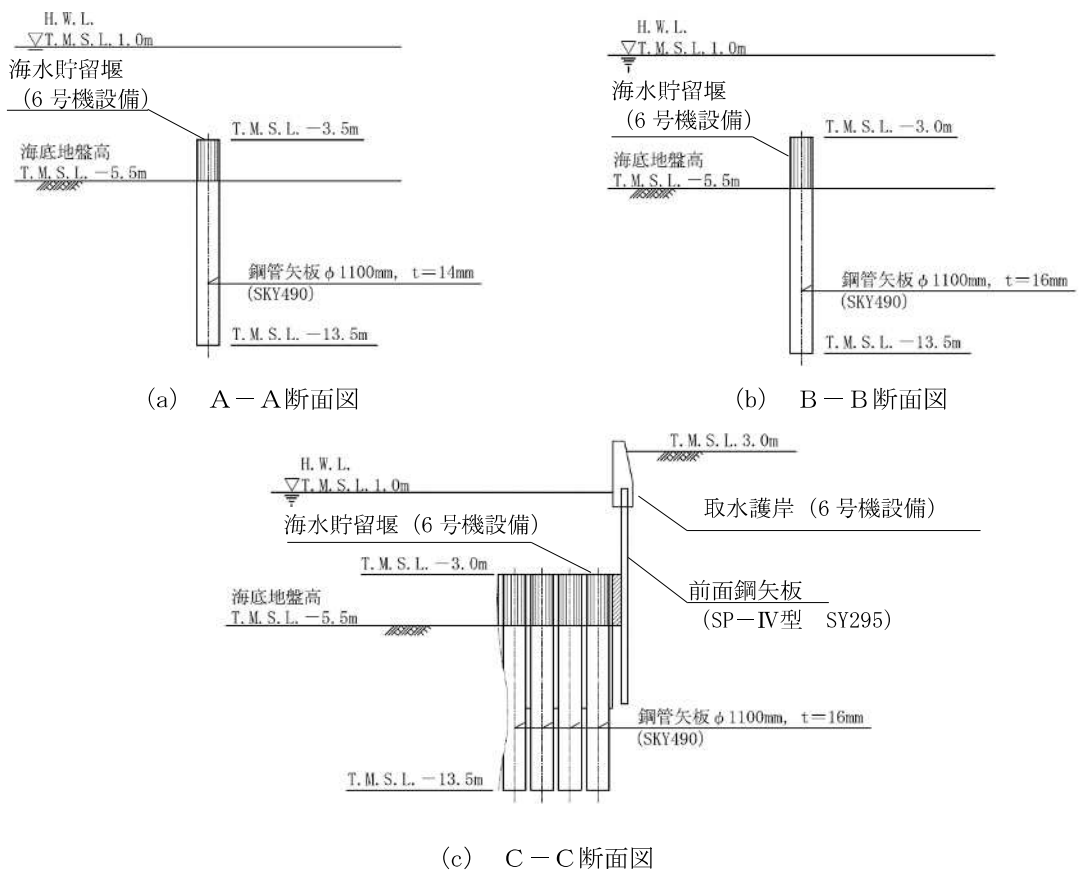 H.W.L.
▽T.M.S.L.1.0m
海水貯留堰
(6 号機設備)
T.M.S.L.－3.5m
海底地盤高
T.M.S.L.－5.5m
鋼管矢板φ1100mm, t＝14mm
(SKY490)
T.M.S.L.－13.5m
(a) A－A断面図
H.W.L.
▽T.M.S.L.1.0m
海水貯留堰
(6 号機設備)
T.M.S.L.－3.0m
海底地盤高
T.M.S.L.－5.5m
鋼管矢板φ1100mm, t＝16mm
(SKY490)
T.M.S.L.－13.5m
(b) B－B断面図
T.M.S.L.3.0m
H.W.L.
▽T.M.S.L.1.0m
取水護岸 (6 号機設備)
海水貯留堰 (6 号機設備)
T.M.S.L.－3.0m
前面鋼矢板
(SP－Ⅳ型 SY295)
海底地盤高
T.M.S.L.－5.5m
鋼管矢板φ1100mm, t＝16mm
(SKY490)
T.M.S.L.－13.5m
(c) C－C断面図